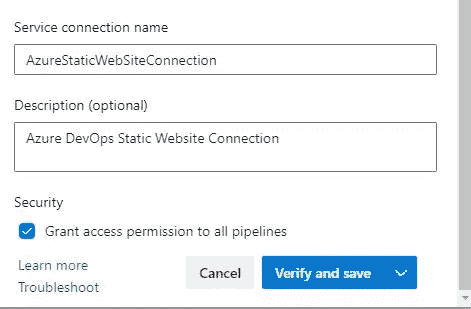 Service connection name
AzureStaticWebSiteConnection
Description (optional)
Azure DevOps Static Website Connection
Security
Grant access permission to all pipelines
Learn more
Troubleshoot
Cancel
Verify and save